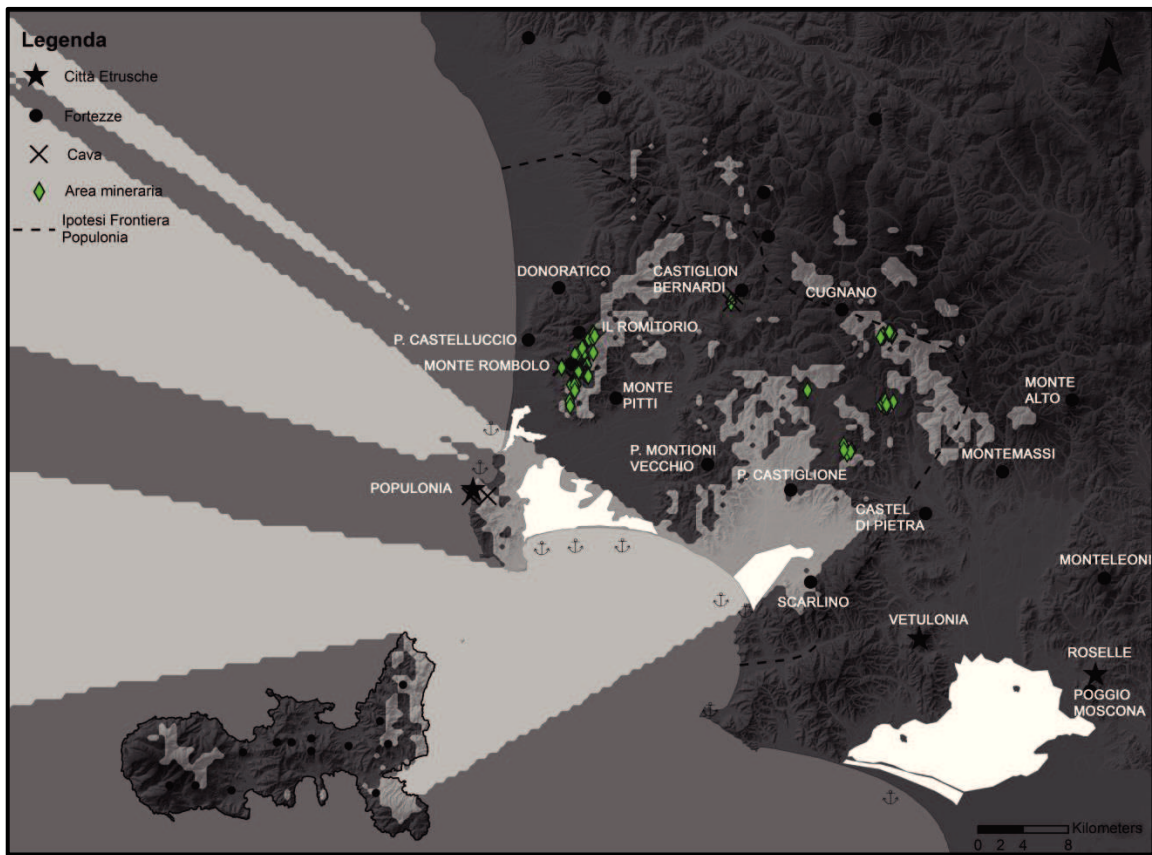 Legenda
Città Etrusche
Fortezze
Cava
Area mineraria
Ipotesi Frontiera
Populonia
DONORATICO
CASTIGLION
BERNARDI
CUGNANO
IL ROMITORIO
P. CASTELLUCCIO
MONTE ROMBOLO
MONTE
PITTI
MONTE
ALTO
P. MONTIONI
VECCHIO
MONTEMASSI
P. CASTIGLIONE
POPULONIA
CASTEL
DI PIETRA
MONTELEONI
SCARLINO
VETULONIA
ROSELLE
POGGIO
MOSCONA
Kilometers
0 2 4 8